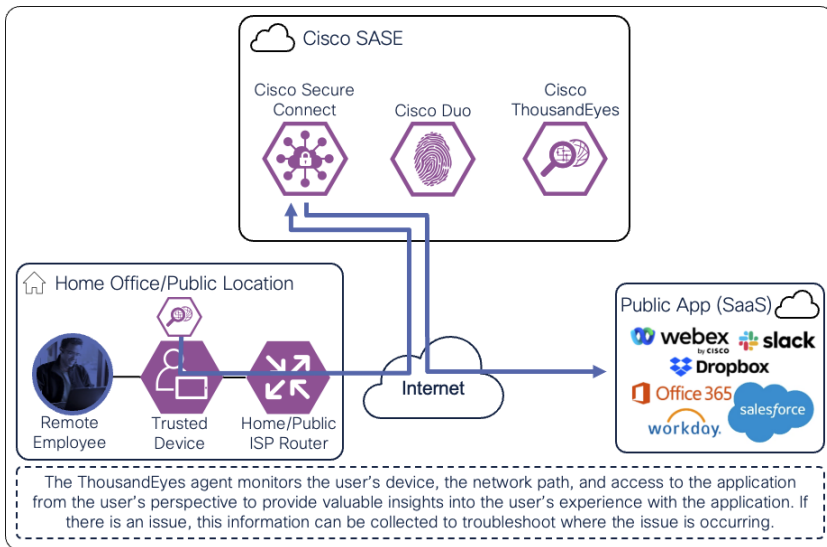 Cisco SASE
Cisco Secure
Connect
Cisco Duo
Cisco
ThousandEyes
Home Office/Public Location
Remote
Employee
Trusted
Device
Home/Public
ISP Router
Internet
Public App (SaaS)
webex
by CISCO
slack
Dropbox
Office 365
salesforce
workday.
The ThousandEyes agent monitors the user's device, the network path, and access to the application
from the user's perspective to provide valuable insights into the user's experience with the application. If
there is an issue, this information can be collected to troubleshoot where the issue is occurring.